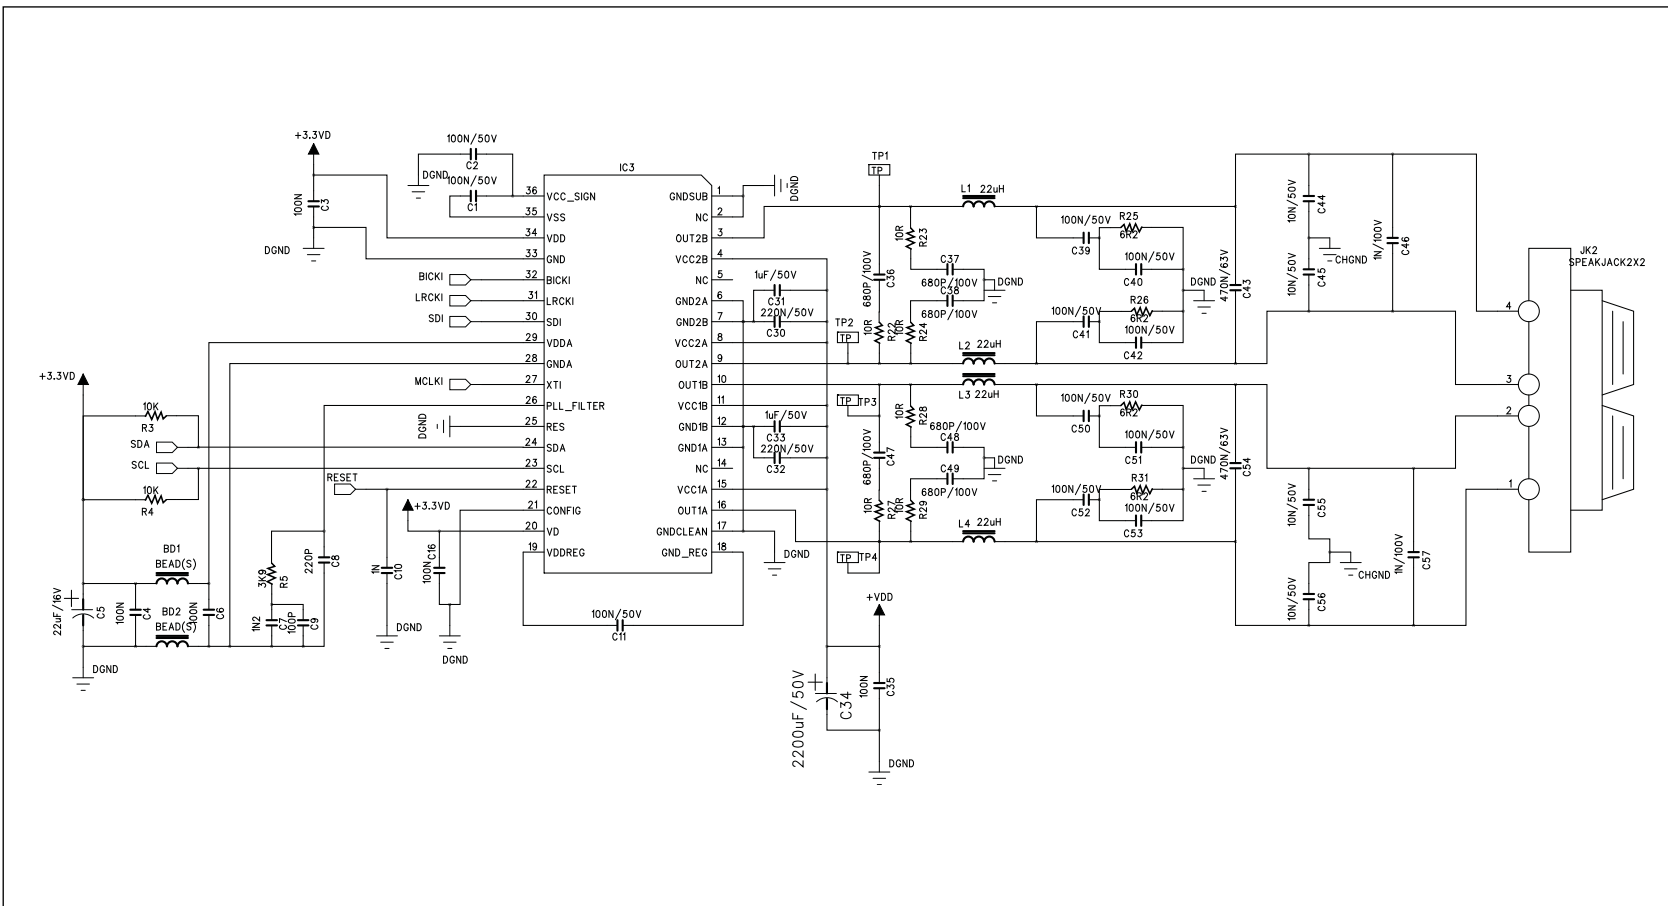 +3.3VD
100N
C3
DGND
100N/50V
C2
DGND
100N/50V
C1
IC3
36 VCC_SIGN
35 VSS
34 VDD
33 GND
32 BICKI
31 LRCKI
30 SDI
29 VDDA
28 GNDA
27 XTI
26 PLL_FILTER
25 RES
24 SDA
23 SCL
22 RESET
21 CONFIG
20 VD
19 VDDREG
GNDSUB 1
NC 2
OUT2B 3
VCC2B 4
NC 5
GND2A 6
GND2B 7
VCC2A 8
OUT2A 9
OUT1B 10
VCC1B 11
GND1B 12
GND1A 13
NC 14
VCC1A 15
OUT1A 16
GNDCLEAN 17
GND_REG 18
BICKI
LRCKI
SDI
MCLKI
DGND
+3.3VD
10K
R3
SDA
SCL
10K
R4
RESET
+3.3VD
BD1
BEAD(S)
BD2
BEAD(S)
22uF/16V
C5
100N
C4
100N
C6
DGND
3K9
R5
220P
C8
1N2
C7
100P
C9
1N
C10
DGND
100N
C16
DGND
100N/50V
C11
DGND
1uF/50V
C31
220N/50V
C30
1uF/50V
C33
220N/50V
C32
DGND
+VDD
2200uF/50V
C34
100N
C35
DGND
TP1
TP
TP2
TP
TP TP3
TP TP4
680P/100V
C36
10R
R22
10R
R23
10R
R24
C37
680P/100V
C38
680P/100V
DGND
L1 22uH
L2 22uH
L3 22uH
L4 22uH
680P/100V
C47
10R
R27
10R
R28
10R
R29
680P/100V
C48
C49
680P/100V
DGND
100N/50V
C39
R25
6R2
100N/50V
C40
DGND
R26
6R2
100N/50V
C41
100N/50V
C42
100N/50V
C50
R30
6R2
100N/50V
C51
DGND
R31
6R2
100N/50V
C52
100N/50V
C53
470N/63V
C43
470N/63V
C54
10N/50V
C44
CHGND
10N/50V
C45
1N/100V
C46
10N/50V
C55
CHGND
10N/50V
C56
1N/100V
C57
JK2
SPEAKJACK2X2
4
3
2
1